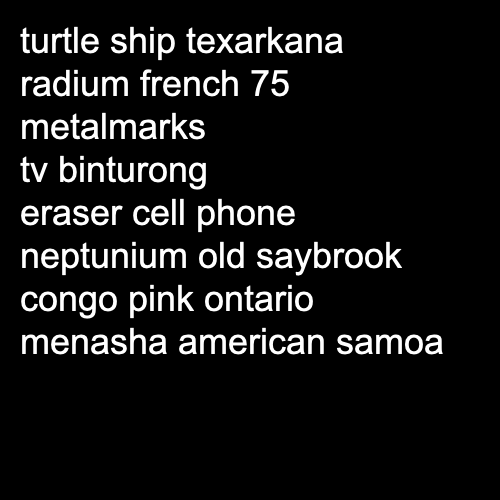 turtle ship texarkana
radium french 75
metalmarks
tv binturong
eraser cell phone
neptunium old saybrook
congo pink ontario
menasha american samoa